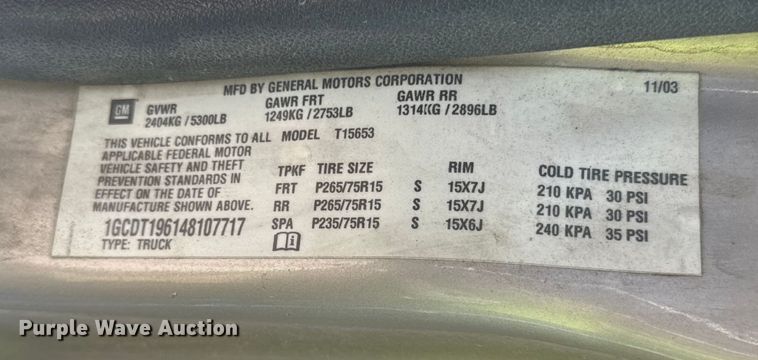 MFD BY GENERAL MOTORS CORPORATION 11/03
GM GVWR GAWR FRT GAWR RR
2404KG / 5300LB 1249KG / 2753LB 1314KG / 2896LB
THIS VEHICLE CONFORMS TO ALL MODEL T15653
APPLICABLE FEDERAL MOTOR
VEHICLE SAFETY AND THEFT TPKF TIRE SIZE RIM COLD TIRE PRESSURE
PREVENTION STANDARDS IN FRT P265/75R15 S 15X7J 210 KPA 30 PSI
EFFECT ON THE DATE OF RR P265/75R15 S 15X7J 210 KPA 30 PSI
MANUFACTURE SHOWN ABOVE. SPA P235/75R15 S 15X6J 240 KPA 35 PSI
1GCDT196148107717
TYPE: TRUCK
Purple Wave Auction